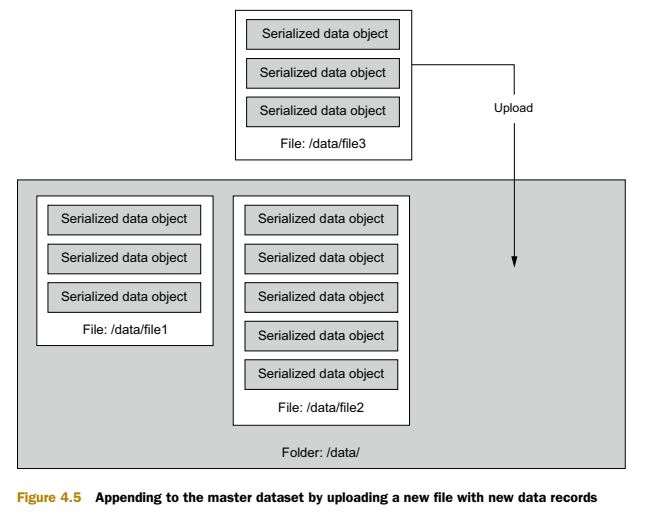 Serialized data object
Serialized data object
Serialized data object
File: /data/file3
Upload
Serialized data object
Serialized data object
Serialized data object
File: /data/file1
Serialized data object
Serialized data object
Serialized data object
Serialized data object
Serialized data object
File: /data/file2
Folder: /data/
Figure 4.5 Appending to the master dataset by uploading a new file with new data records